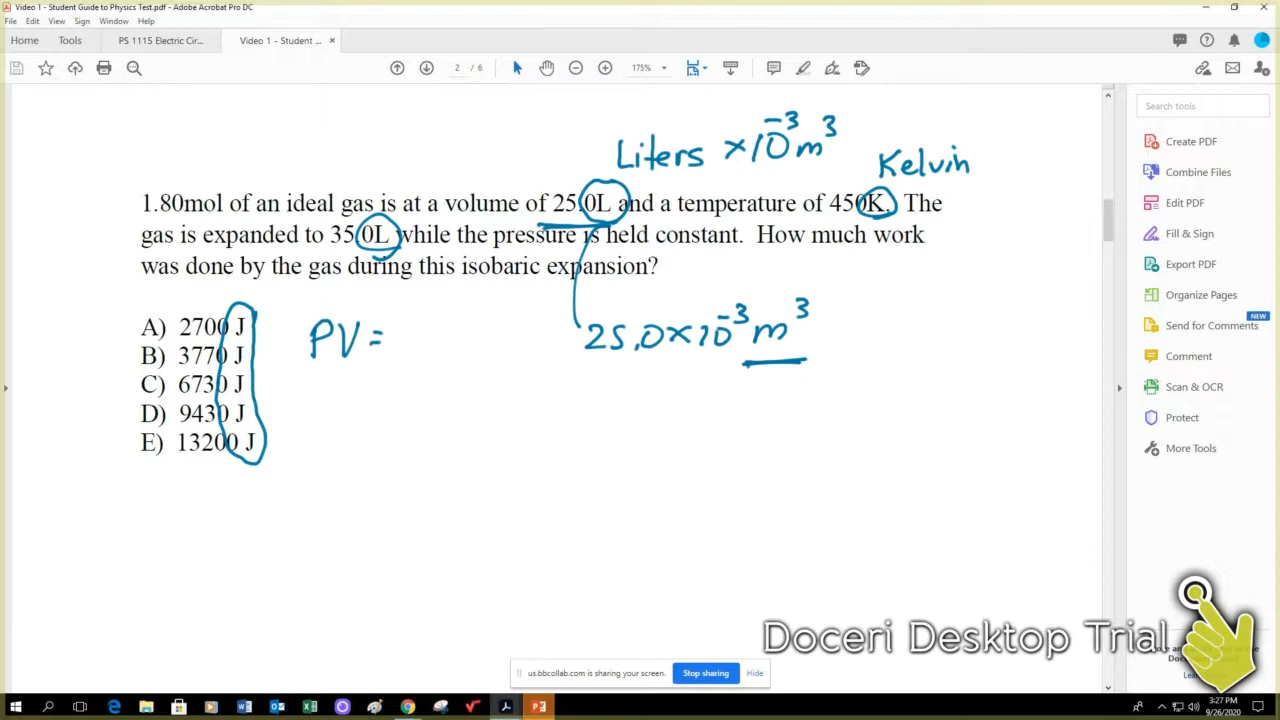 Video 1 - Student Guide to Physics Test.pdf - Adobe Acrobat Pro DC
File Edit View Sign Window Help
Home Tools PS 1115 Electric Cir... Video 1 - Student ... ×
2 / 6 175%
Liters ×10⁻³ m³
Kelvin
1.80mol of an ideal gas is at a volume of 25.0L and a temperature of 450K. The
gas is expanded to 35.0L while the pressure is held constant. How much work
was done by the gas during this isobaric expansion?
A) 2700 J
B) 3770 J
C) 6730 J
D) 9430 J
E) 13200 J
PV =
25.0×10⁻³ m³
Search tools
Create PDF
Combine Files
Edit PDF
Fill & Sign
Export PDF
Organize Pages
NEW
Send for Comments
Comment
Scan & OCR
Protect
More Tools
Doceri Desktop Trial
us.bbcollab.com is sharing your screen. Stop sharing Hide
3:27 PM
9/26/2020